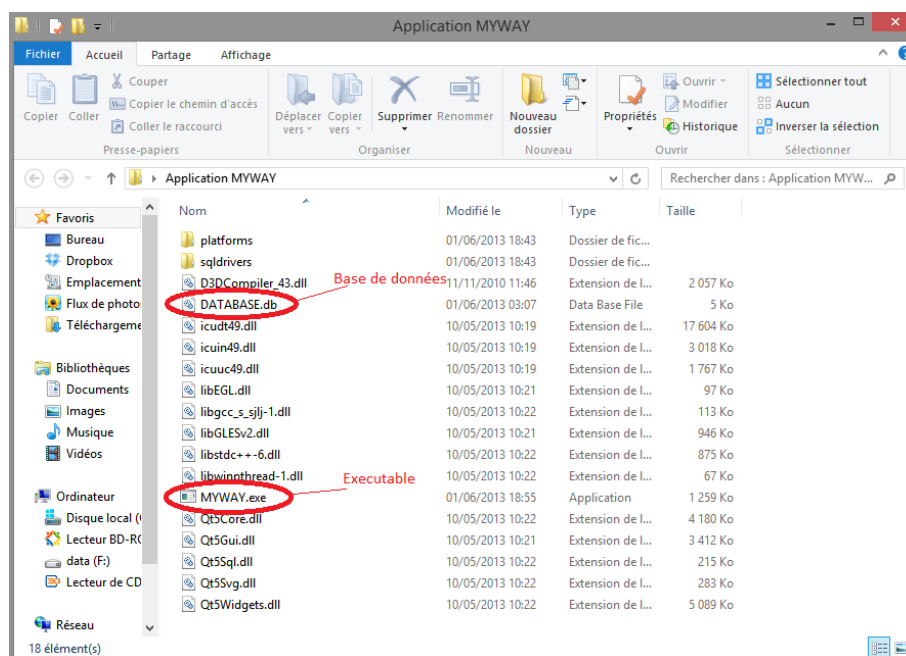 Application MYWAY
Fichier Accueil Partage Affichage
Copier
Coller
Couper
Copier le chemin d'accès
Coller le raccourci
Presse-papiers
Déplacer vers
Copier vers
Supprimer
Renommer
Organiser
Nouveau dossier
Nouveau
Propriétés
Ouvrir
Modifier
Historique
Ouvrir
Sélectionner tout
Aucun
Inverser la sélection
Sélectionner
Application MYWAY
Rechercher dans : Application MYW...
Favoris
Bureau
Dropbox
Emplacement
Flux de photo
Téléchargeme
Bibliothèques
Documents
Images
Musique
Vidéos
Ordinateur
Disque local (
Lecteur BD-R
data (F:)
Lecteur de CD
Réseau
Nom Modifié le Type Taille
platforms 01/06/2013 18:43 Dossier de fic...
sqldrivers 01/06/2013 18:43 Dossier de fic...
D3DCompiler_43.dll 11/11/2010 11:46 Extension de l... 2 057 Ko
Base de données
DATABASE.db 01/06/2013 03:07 Data Base File 5 Ko
icudt49.dll 10/05/2013 10:19 Extension de l... 17 604 Ko
icuin49.dll 10/05/2013 10:19 Extension de l... 3 018 Ko
icuuc49.dll 10/05/2013 10:19 Extension de l... 1 767 Ko
libEGL.dll 10/05/2013 10:21 Extension de l... 97 Ko
libgcc_s_sjlj-1.dll 10/05/2013 10:22 Extension de l... 113 Ko
libGLESv2.dll 10/05/2013 10:21 Extension de l... 946 Ko
libstdc++-6.dll 10/05/2013 10:22 Extension de l... 875 Ko
libwinpthread-1.dll 10/05/2013 10:22 Extension de l... 67 Ko
Executable
MYWAY.exe 01/06/2013 18:55 Application 1 259 Ko
Qt5Core.dll 10/05/2013 10:22 Extension de l... 4 180 Ko
Qt5Gui.dll 10/05/2013 10:21 Extension de l... 3 412 Ko
Qt5Sql.dll 10/05/2013 10:22 Extension de l... 215 Ko
Qt5Svg.dll 10/05/2013 10:22 Extension de l... 283 Ko
Qt5Widgets.dll 10/05/2013 10:22 Extension de l... 5 089 Ko
18 élément(s)